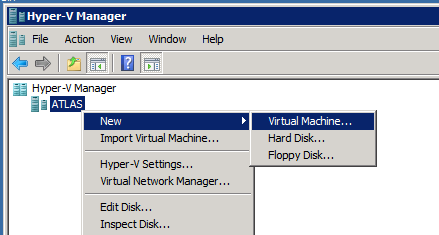 Hyper-V Manager
File Action View Window Help
Hyper-V Manager
ATLAS
New
Virtual Machine...
Import Virtual Machine...
Hard Disk...
Floppy Disk...
Hyper-V Settings...
Virtual Network Manager...
Edit Disk...
Inspect Disk...